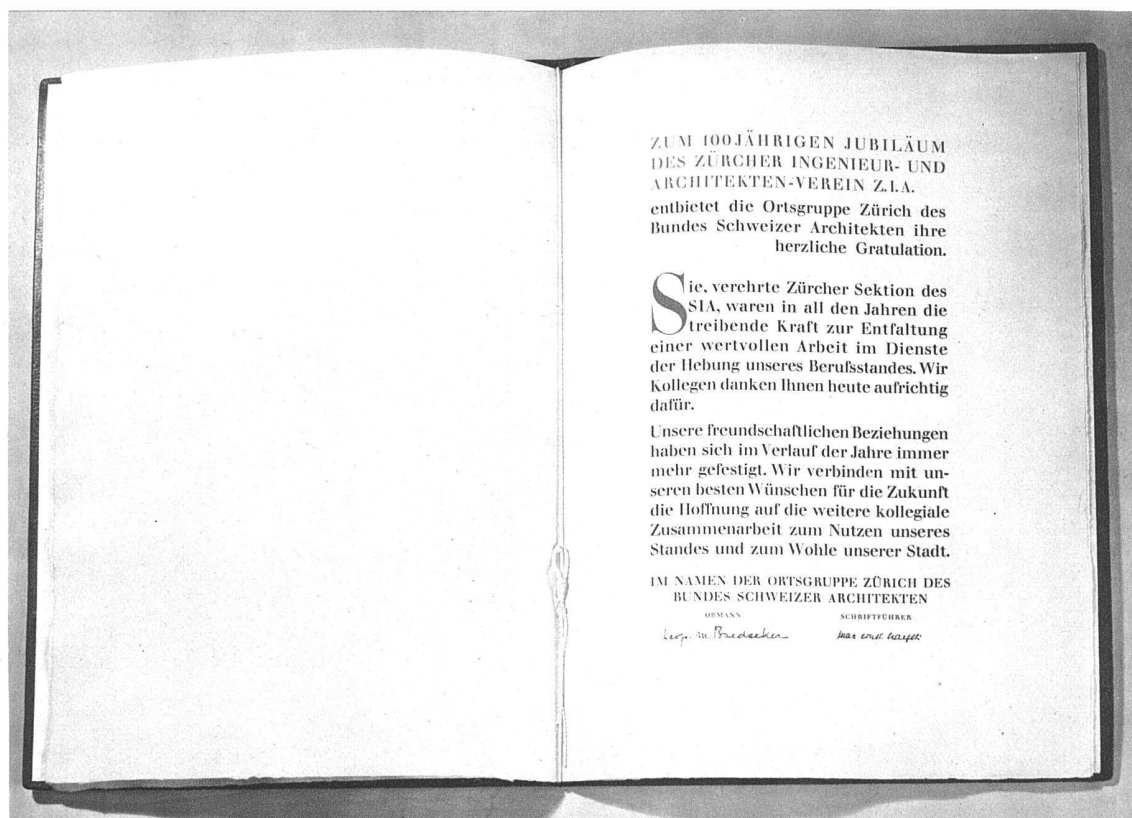 ZUM 100JÄHRIGEN JUBILÄUM
DES ZÜRCHER INGENIEUR- UND
ARCHITEKTEN-VEREIN Z.I.A.
entbietet die Ortsgruppe Zürich des
Bundes Schweizer Architekten ihre
herzliche Gratulation.
Sie, verehrte Zürcher Sektion des
SIA, waren in all den Jahren die
treibende Kraft zur Entfaltung
einer wertvollen Arbeit im Dienste
der Hebung unseres Berufsstandes. Wir
Kollegen danken Ihnen heute aufrichtig
dafür.
Unsere freundschaftlichen Beziehungen
haben sich im Verlauf der Jahre immer
mehr gefestigt. Wir verbinden mit un-
seren besten Wünschen für die Zukunft
die Hoffnung auf die weitere kollegiale
Zusammenarbeit zum Nutzen unseres
Standes und zum Wohle unserer Stadt.
IM NAMEN DER ORTSGRUPPE ZÜRICH DES
BUNDES SCHWEIZER ARCHITEKTEN
OBMANN SCHRIFTFÜHRER
M. max ernst